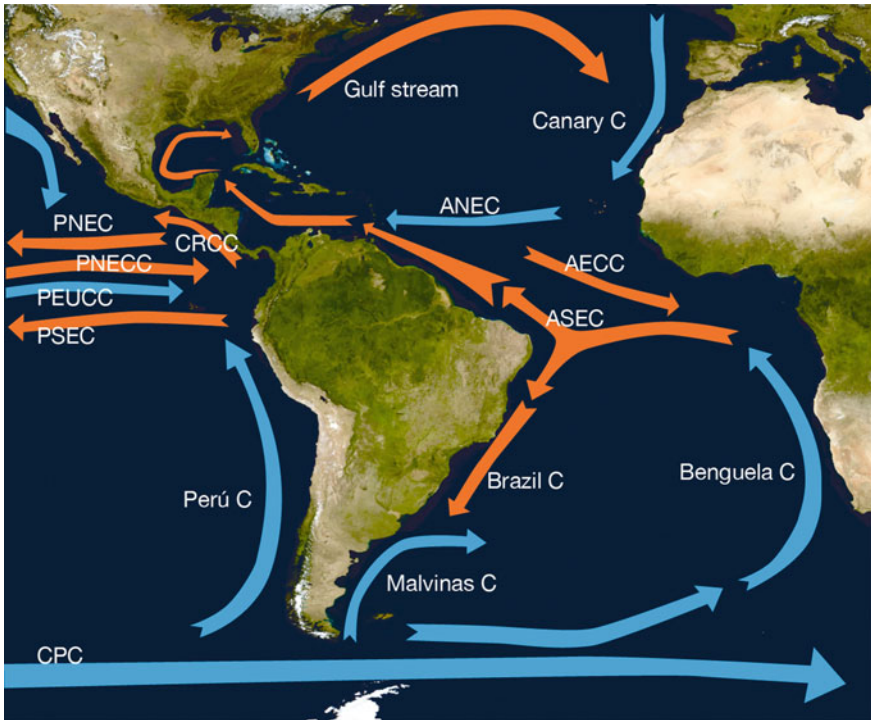 Gulf stream
Canary C
ANEC
PNEC
CRCC
PNECC
AECC
PEUCC
ASEC
PSEC
Brazil C
Benguela C
Perú C
Malvinas C
CPC